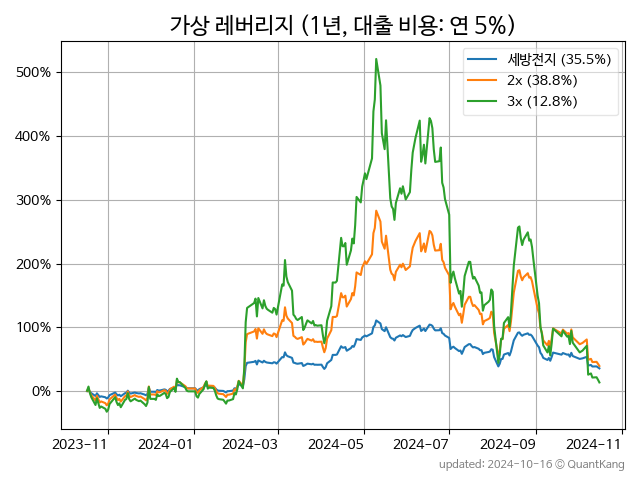 가상 레버리지 (1년, 대출 비용: 연 5%)
세방전지 (35.5%)
2x (38.8%)
3x (12.8%)
500%
400%
300%
200%
100%
0%
2023-11 2024-01 2024-03 2024-05 2024-07 2024-09 2024-11
updated: 2024-10-16 © QuantKang